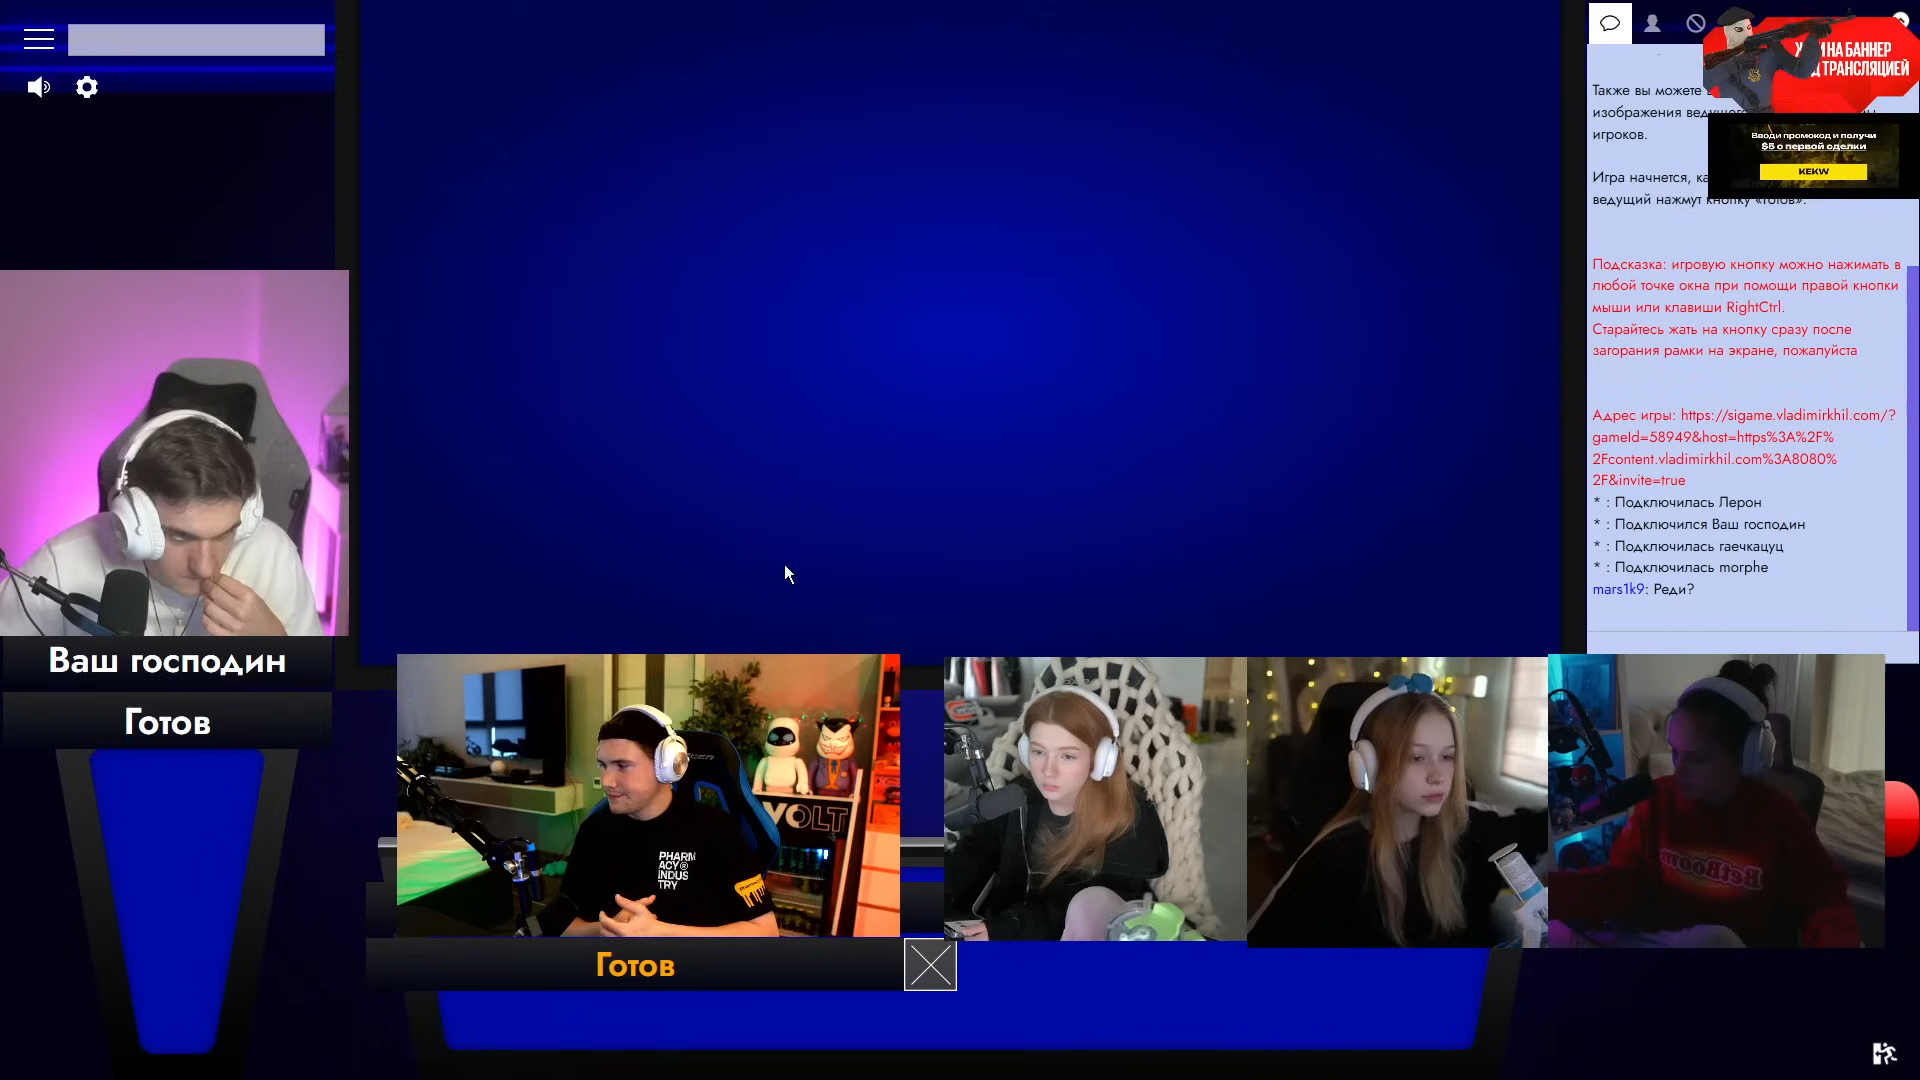 НА БАННЕР
ТРАНСЛЯЦИЕЙ
Вводи промокод и получи
$5 с первой сделки
KEKW
Также вы можете
изображения
игроков.
Игра начнется,
ведущий нажмут кнопку «Готов».
Подсказка: игровую кнопку можно нажимать в
любой точке окна при помощи правой кнопки
мыши или клавиши RightCtrl.
Старайтесь жать на кнопку сразу после
загорания рамки на экране, пожалуйста
Адрес игры: https://sigame.vladimirkhil.com/?
gameId=58949&host=https%3A%2F%
2Fcontent.vladimirkhil.com%3A8080%
2F&invite=true
* : Подключилась Лерон
* : Подключился Ваш господин
* : Подключилась гаечкацуц
* : Подключилась morphe
mars1k9: Реди?
Ваш господин
Готов
VOLT
PHARM
ACY®
INDUS
TRY
BetBoom
Готов